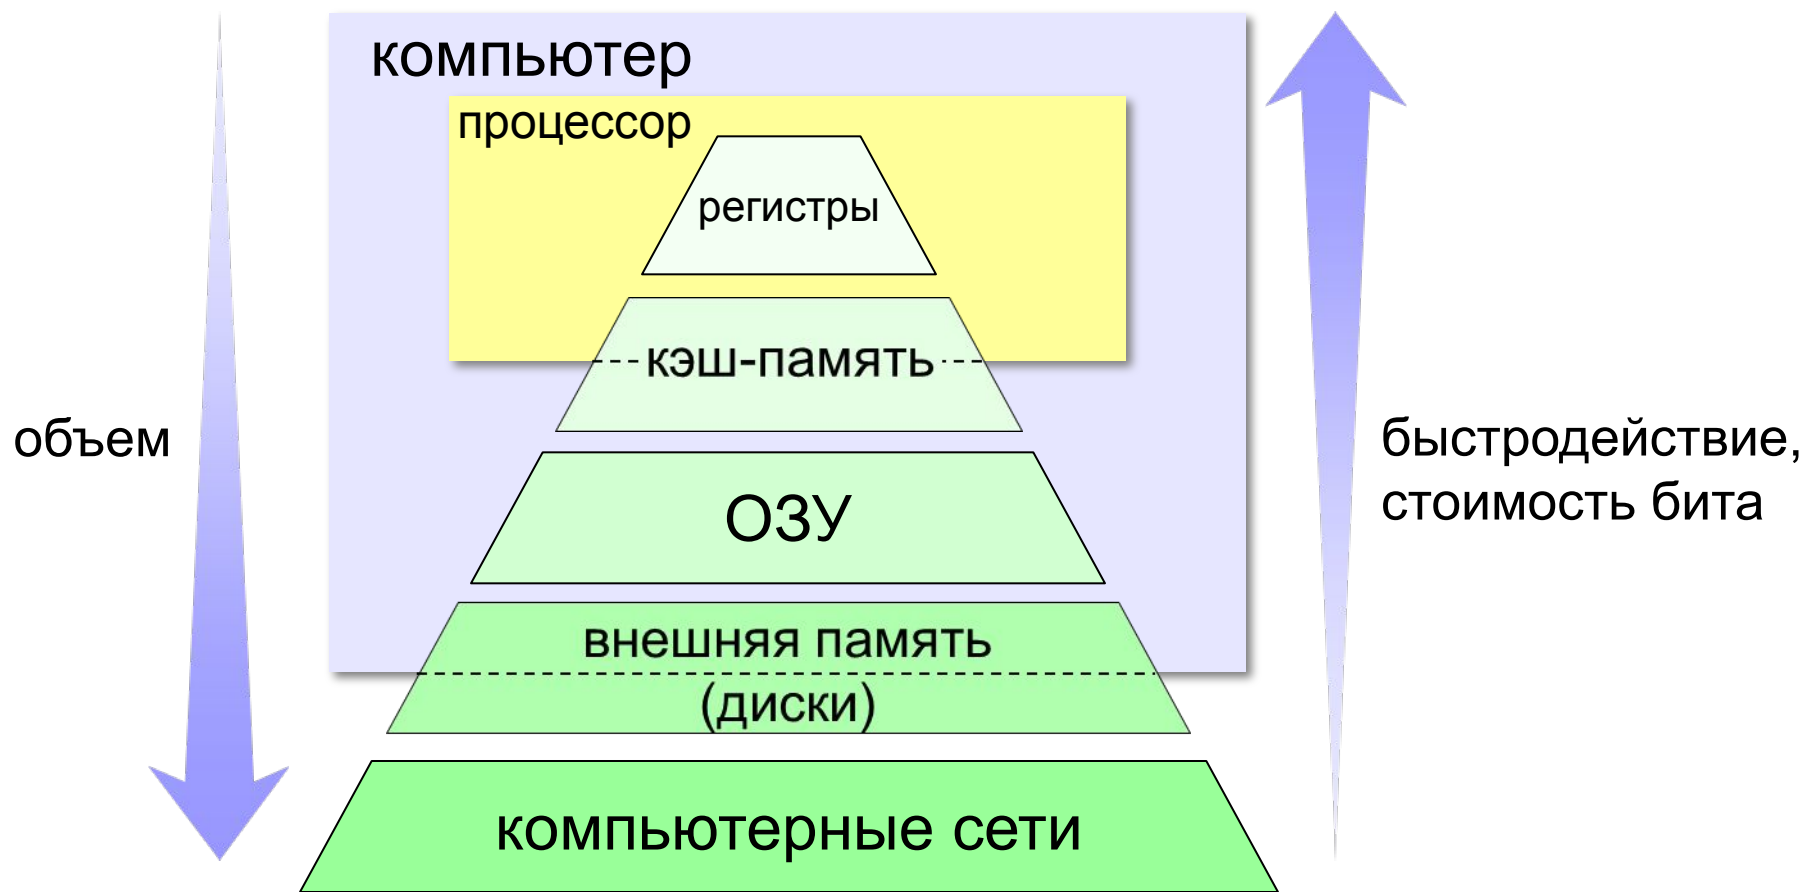 компьютер
процессор
регистры
кэш-память
объем
быстродействие,
стоимость бита
ОЗУ
внешняя память
(диски)
компьютерные сети